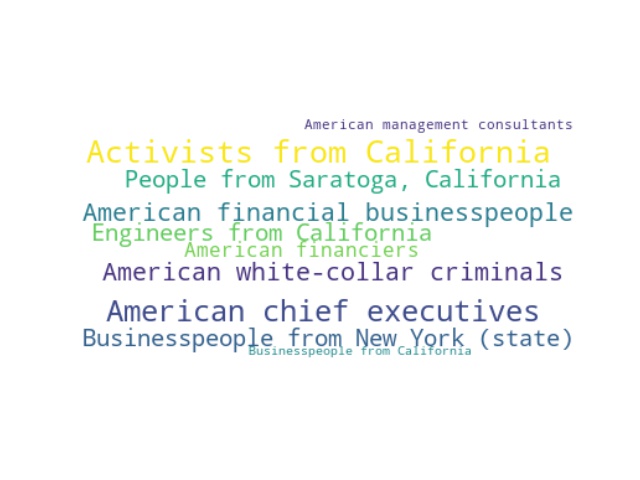 American management consultants
Activists from California
People from Saratoga, California
American financial businesspeople
Engineers from California
American financiers
American white-collar criminals
American chief executives
Businesspeople from New York (state)
Businesspeople from California